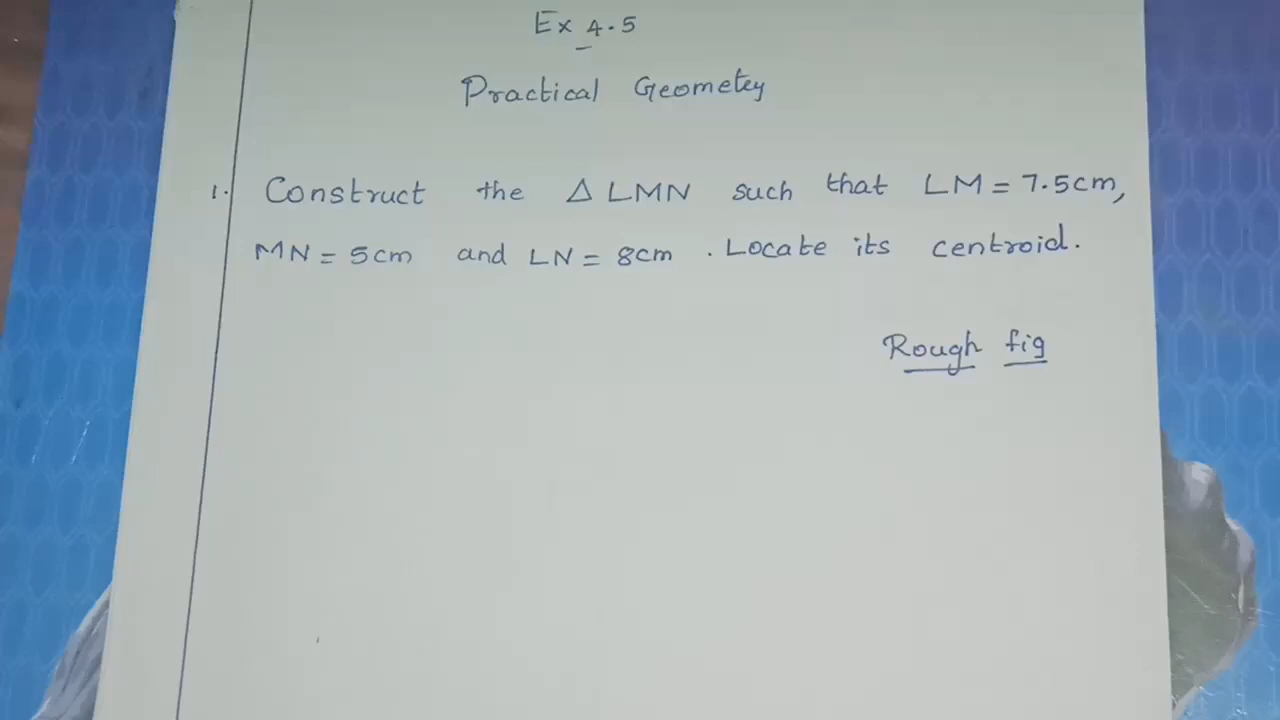 Ex 4.5
Practical Geometry
1. Construct the △ LMN such that LM = 7.5cm,
MN = 5cm and LN = 8cm . Locate its centroid.
Rough fig